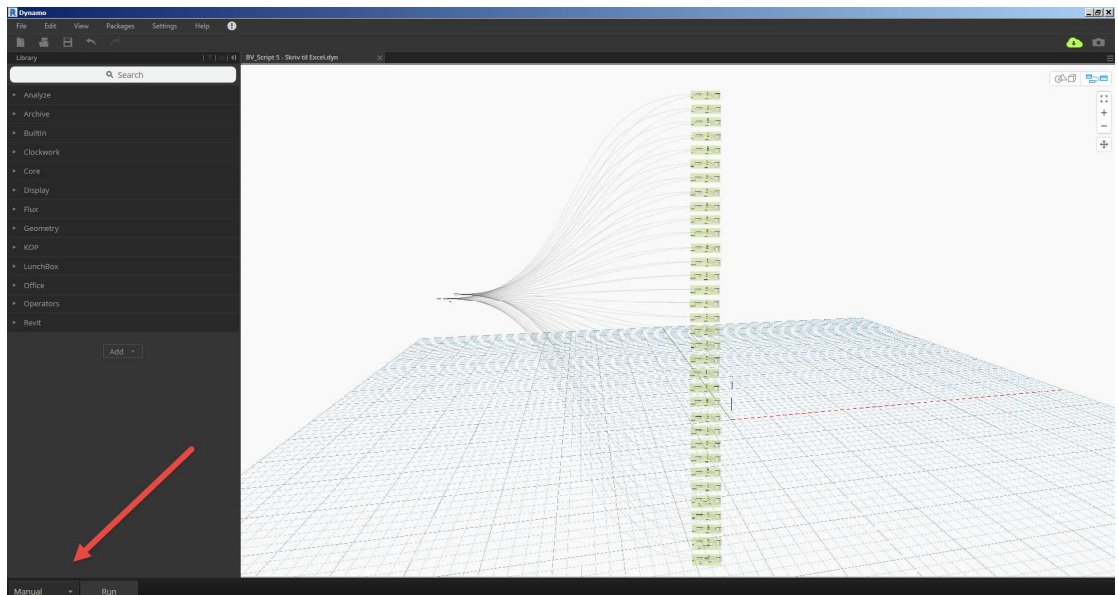 Dynamo
File Edit View Packages Settings Help
Library
BV_Script 5 - Skriv til Excel.dyn
Search
Analyze
Archive
BuiltIn
Clockwork
Core
Display
Flux
Geometry
KOP
LunchBox
Office
Operators
Revit
Add
Manual Run